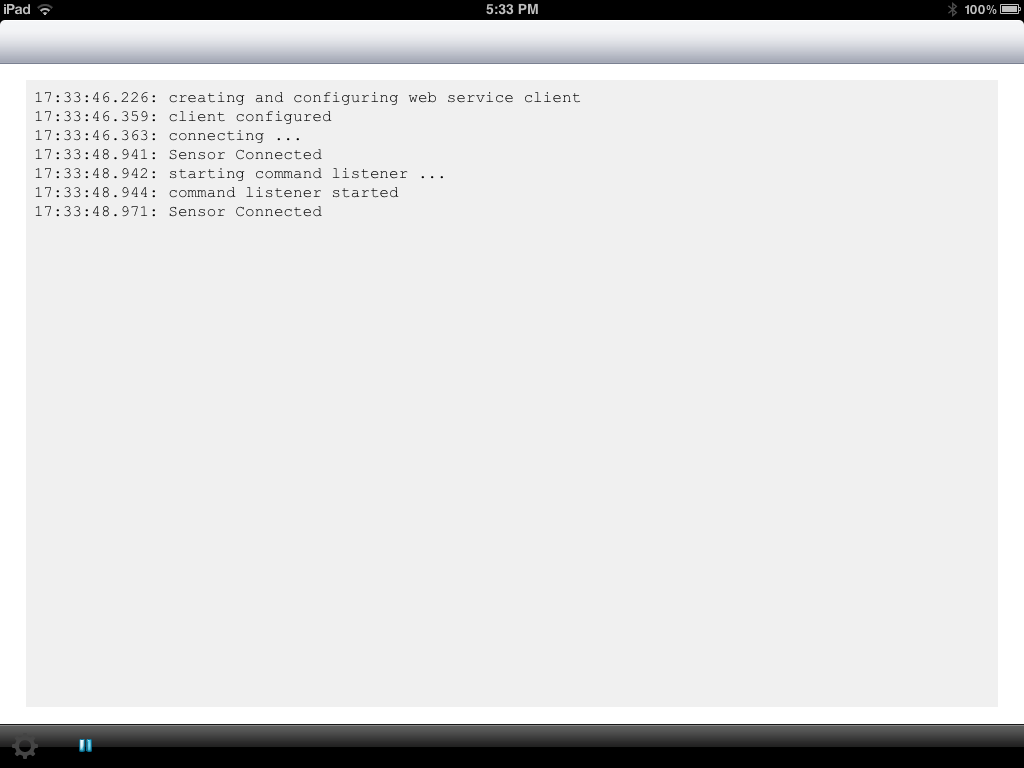 iPad 5:33 PM 100%
17:33:46.226: creating and configuring web service client
17:33:46.359: client configured
17:33:46.363: connecting ...
17:33:48.941: Sensor Connected
17:33:48.942: starting command listener ...
17:33:48.944: command listener started
17:33:48.971: Sensor Connected